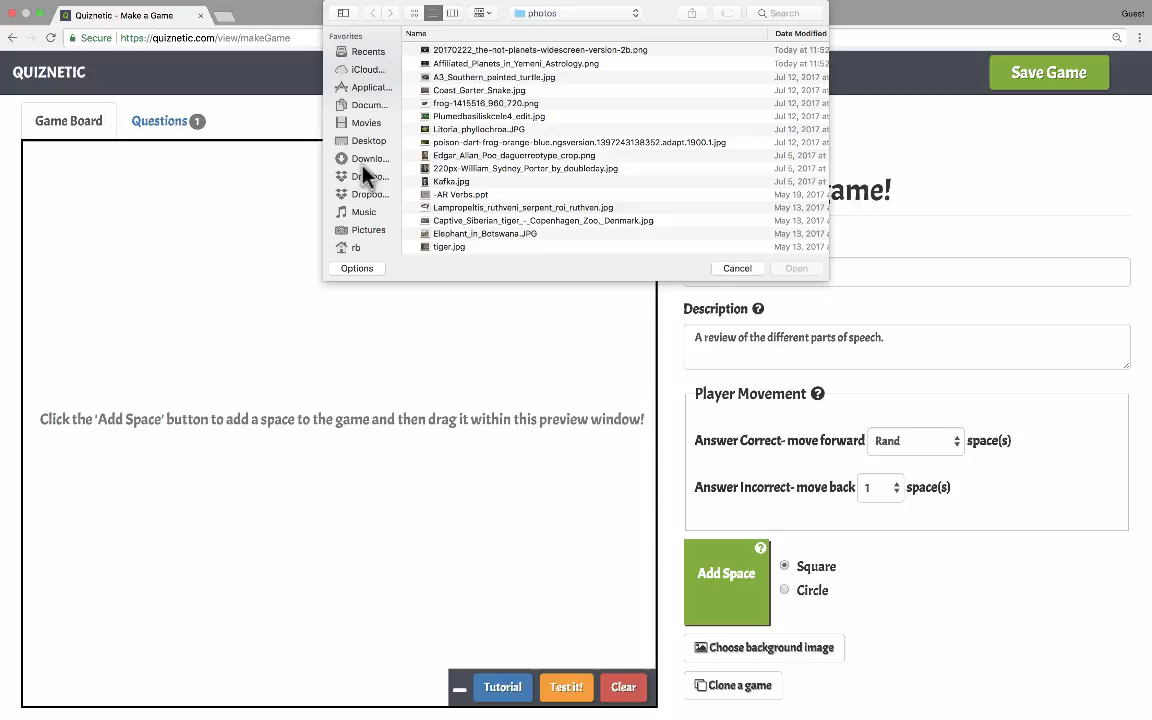 Quiznetic - Make a Game
Guest
Secure
https://quiznetic.com/view/makeGame
QUIZNETIC
Save Game
Game Board
Questions 1
photos
Search
Favorites
Recents
iCloud...
Applicat...
Docum...
Movies
Desktop
Downlo...
Dropbo...
Music
Pictures
rb
Name
Date Modified
20170222_the-not-planets-widescreen-version-2b.png
Today at 11:52
Affiliated_Planets_in_Yemeni_Astrology.png
Today at 11:52
A3_Southern_painted_turtle.jpg
Jul 12, 2017 at
Coast_Garter_Snake.jpg
Jul 12, 2017 at
frog-1415516_960_720.png
Jul 12, 2017 at
Plumedbasiliskcele4_edit.jpg
Jul 12, 2017 at
Litoria_phyllochroa.JPG
Jul 12, 2017 at
poison-dart-frog-orange-blue.ngsversion.1397243138352.adapt.1900.1.jpg
Jul 12, 2017 at
Edgar_Allan_Poe_daguerreotype_crop.png
Jul 5, 2017 at
220px-William_Sydney_Porter_by_doubleday.jpg
Jul 5, 2017 at
Kafka.jpg
Jul 5, 2017 at
-AR Verbs.ppt
May 19, 2017 a
Lampropeltis_ruthveni_serpent_roi_ruthven.jpg
May 13, 2017 a
Captive_Siberian_tiger_-_Copenhagen_Zoo,_Denmark.jpg
May 13, 2017 a
Elephant_in_Botswana.JPG
May 13, 2017 a
tiger.jpg
May 13, 2017 a
Options
Cancel
Open
ame!
Description ?
A review of the different parts of speech.
Player Movement ?
Answer Correct- move forward Rand space(s)
Answer Incorrect- move back 1 space(s)
Click the 'Add Space' button to add a space to the game and then drag it within this preview window!
Add Space
?
Square
Circle
Choose background image
Clone a game
Tutorial
Test it!
Clear